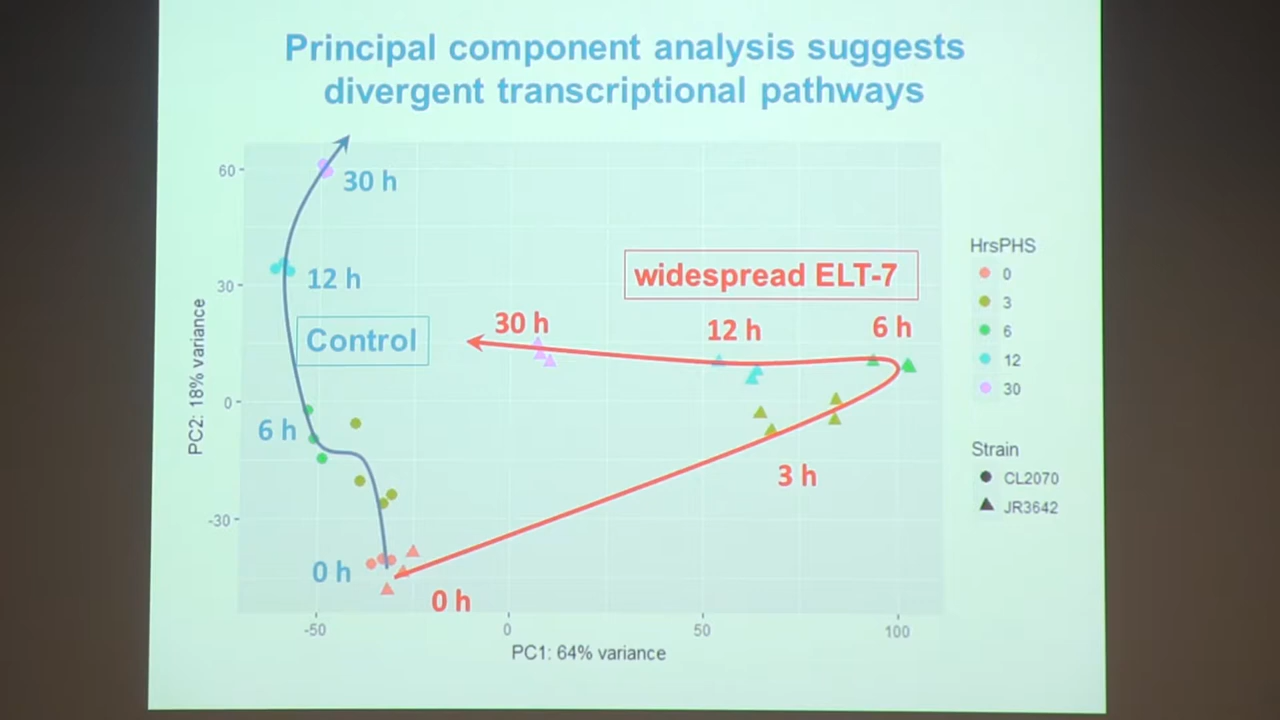 Principal component analysis suggests
divergent transcriptional pathways
60
30
0
-30
PC2: 18% variance
-50
0
50
100
PC1: 64% variance
30 h
12 h
Control
6 h
0 h
widespread ELT-7
30 h
12 h
6 h
3 h
0 h
HrsPHS
0
3
6
12
30
Strain
CL2070
JR3642